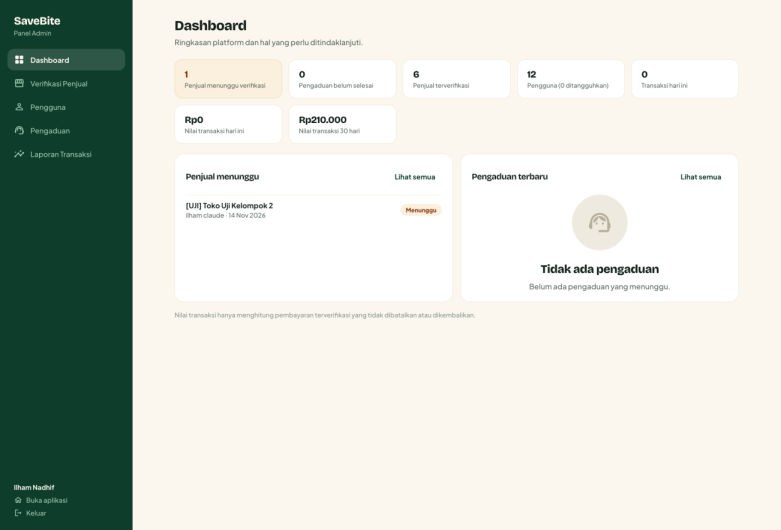 SaveBite
Panel Admin
Dashboard
Verifikasi Penjual
Pengguna
Pengaduan
Laporan Transaksi
Ilham Nadhif
Buka aplikasi
Keluar
Dashboard
Ringkasan platform dan hal yang perlu ditindaklanjuti.
1
Penjual menunggu verifikasi
0
Pengaduan belum selesai
6
Penjual terverifikasi
12
Pengguna (0 ditangguhkan)
0
Transaksi hari ini
Rp0
Nilai transaksi hari ini
Rp210.000
Nilai transaksi 30 hari
Penjual menunggu
Lihat semua
[UJI] Toko Uji Kelompok 2
ilham claude · 14 Nov 2026
Menunggu
Pengaduan terbaru
Lihat semua
Tidak ada pengaduan
Belum ada pengaduan yang menunggu.
Nilai transaksi hanya menghitung pembayaran terverifikasi yang tidak dibatalkan atau dikembalikan.